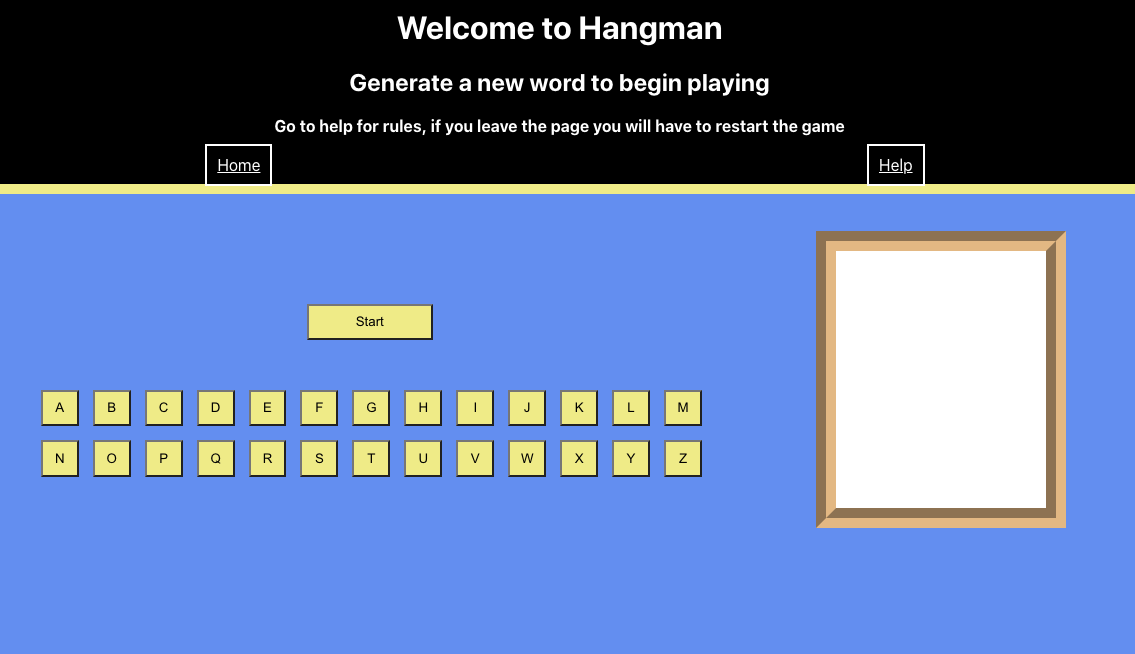 Welcome to Hangman
Generate a new word to begin playing
Go to help for rules, if you leave the page you will have to restart the game
Home Help
Start
A B C D E F G H I J K L M
N O P Q R S T U V W X Y Z